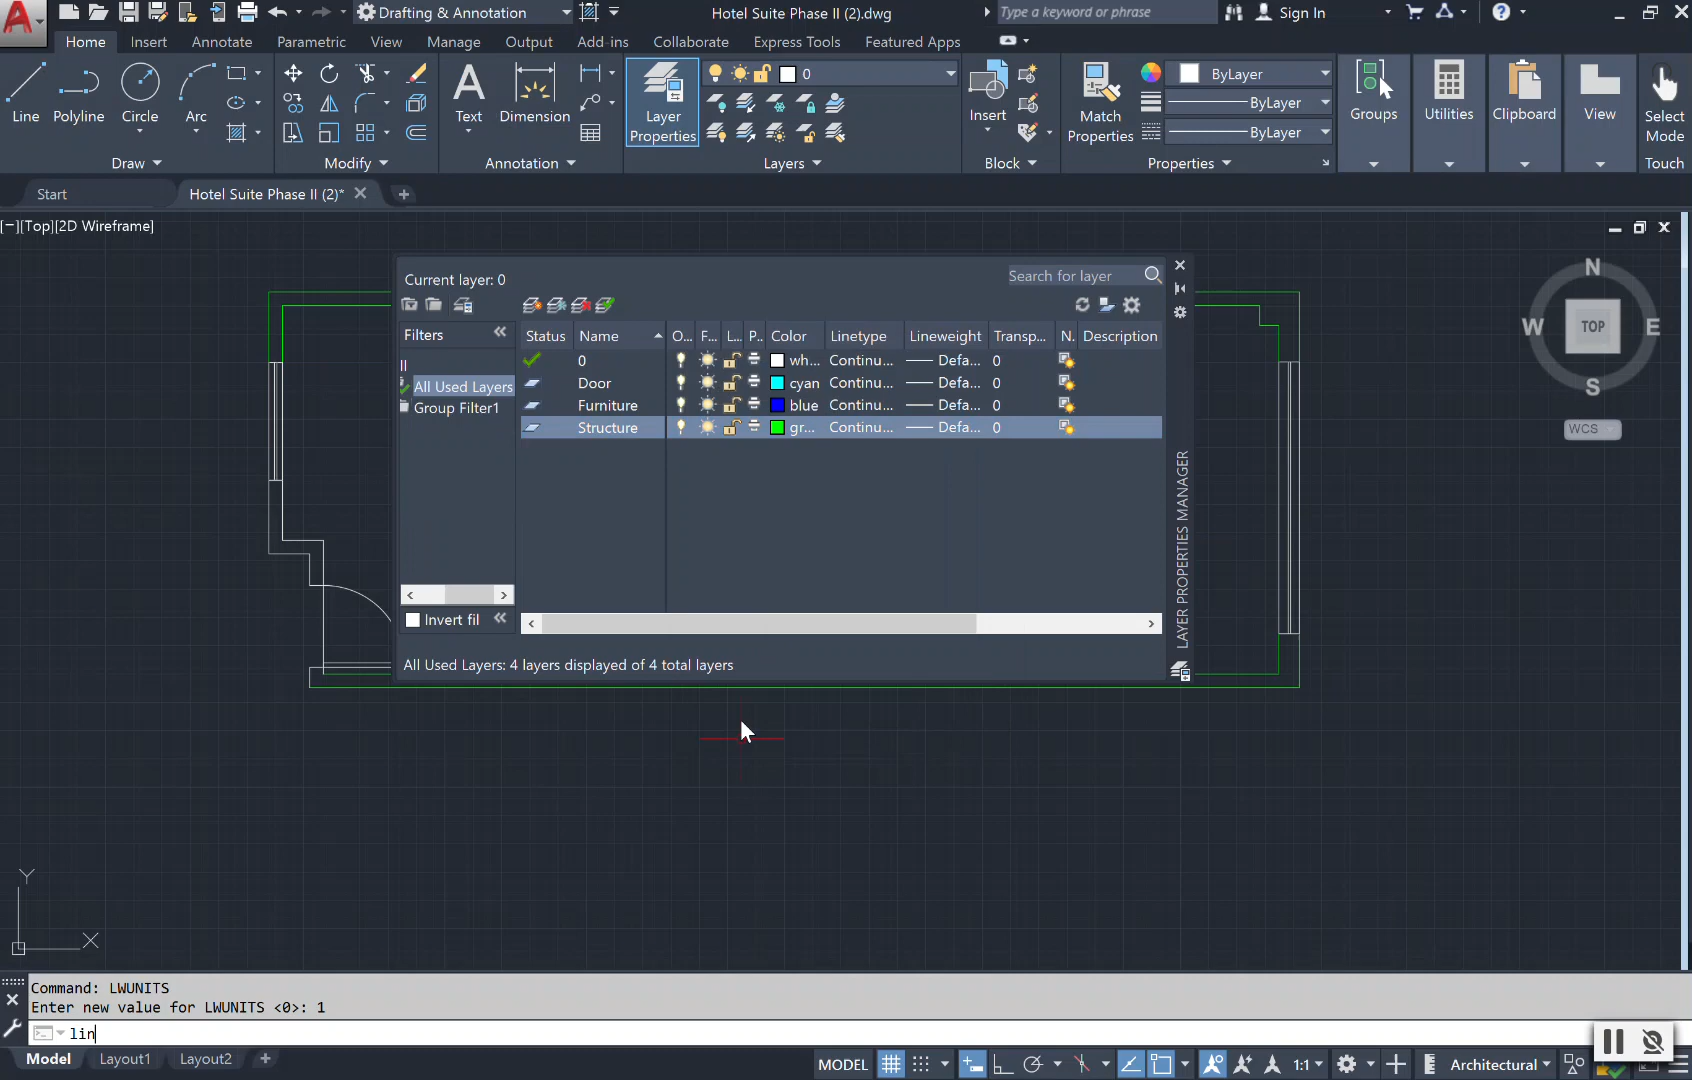 Drafting & Annotation
Hotel Suite Phase II (2).dwg
Type a keyword or phrase
Sign In
Home Insert Annotate Parametric View Manage Output Add-ins Collaborate Express Tools Featured Apps
Line Polyline Circle Arc
Draw
Modify
Text Dimension
Annotation
Layer Properties
0
Layers
Insert
Block
Match Properties
ByLayer
ByLayer
ByLayer
Properties
Groups
Utilities
Clipboard
View
Select Mode
Touch
Start
Hotel Suite Phase II (2)*
[−][Top][2D Wireframe]
N
W TOP E
S
WCS
Current layer: 0
Search for layer
Filters
All Used Layers
Group Filter1
Invert fil
Status Name O... F... L... P.. Color Linetype Lineweight Transp... N. Description
0 wh... Continu... Defa... 0
Door cyan Continu... Defa... 0
Furniture blue Continu... Defa... 0
Structure gr... Continu... Defa... 0
All Used Layers: 4 layers displayed of 4 total layers
LAYER PROPERTIES MANAGER
Y
X
Command: LWUNITS
Enter new value for LWUNITS <0>: 1
lin
Model Layout1 Layout2
MODEL 1:1 Architectural